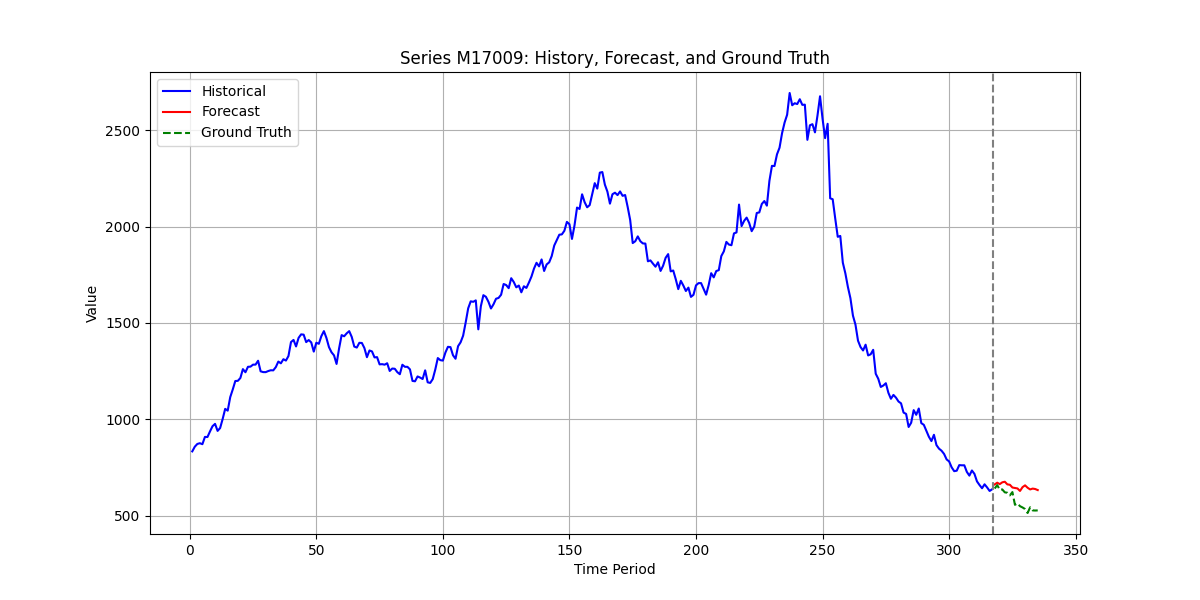 Series M17009: History, Forecast, and Ground Truth
Historical
Forecast
Ground Truth
2500
2000
1500
1000
500
Value
0 50 100 150 200 250 300 350
Time Period